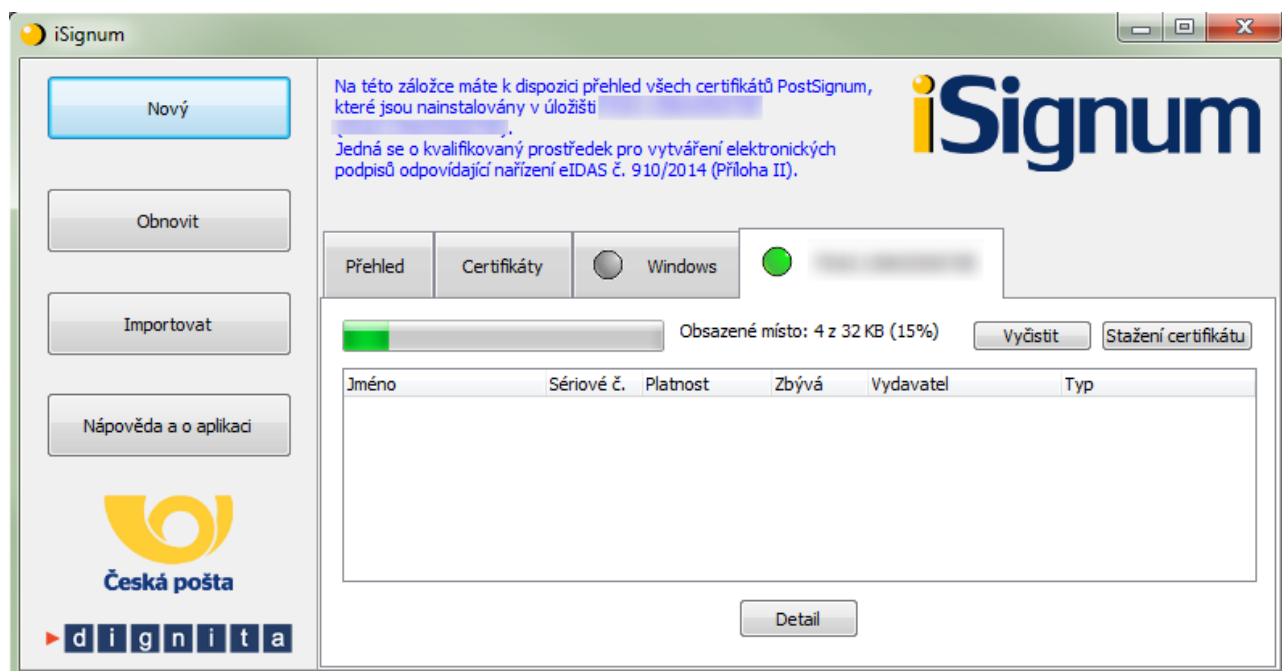 iSignum
Nový
Obnovit
Importovat
Nápověda a o aplikaci
Česká pošta
dignita
Na této záložce máte k dispozici přehled všech certifikátů PostSignum,
které jsou nainstalovány v úložišti
Jedná se o kvalifikovaný prostředek pro vytváření elektronických
podpisů odpovídající nařízení eIDAS č. 910/2014 (Příloha II).
iSignum
Přehled Certifikáty Windows
Obsazené místo: 4 z 32 KB (15%) Vyčistit Stažení certifikátu
Jméno Sériové č. Platnost Zbývá Vydavatel Typ
Detail